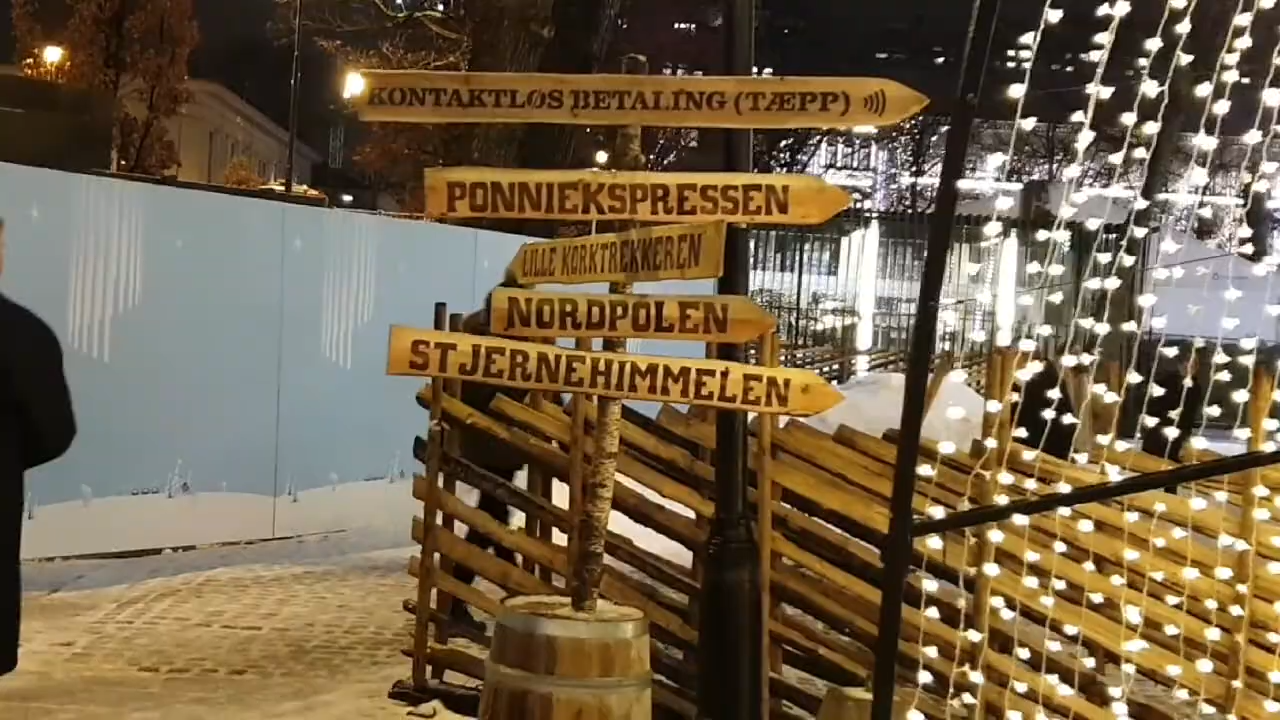 KONTAKTLØS BETALING (TÆPP)
PONNIEKSPRESSEN
LILLE KORKTREKKEREN
NORDPOLEN
STJERNEHIMMELEN